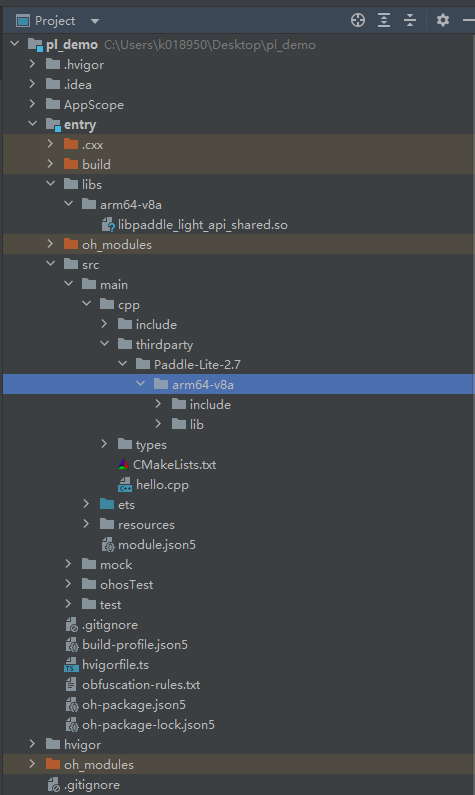 Project
pl_demo C:\Users\k018950\Desktop\pl_demo
.hvigor
.idea
AppScope
entry
.cxx
build
libs
arm64-v8a
libpaddle_light_api_shared.so
oh_modules
src
main
cpp
include
thirdparty
Paddle-Lite-2.7
arm64-v8a
include
lib
types
CMakeLists.txt
hello.cpp
ets
resources
module.json5
mock
ohosTest
test
.gitignore
build-profile.json5
hvigorfile.ts
obfuscation-rules.txt
oh-package.json5
oh-package-lock.json5
hvigor
oh_modules
.gitignore